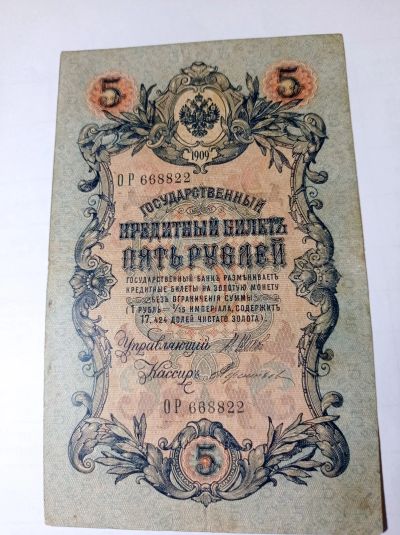 5 5
1909
ОР 668822
ГОСУДАРСТВЕННЫЙ
КРЕДИТНЫЙ БИЛЕТЪ
ПЯТЬ РУБЛЕЙ
ГОСУДАРСТВЕННЫЙ БАНКЪ РАЗМѢНИВАЕТЪ
КРЕДИТНЫЕ БИЛЕТЫ НА ЗОЛОТУЮ МОНЕТУ
БЕЗЪ ОГРАНИЧЕНІЯ СУММЫ
(1 РУБЛЬ = 1/15 ИМПЕРІАЛА, СОДЕРЖИТЪ
17,424 ДОЛЕЙ ЧИСТАГО ЗОЛОТА).
Управляющій
Кассиръ
ОР 668822
5